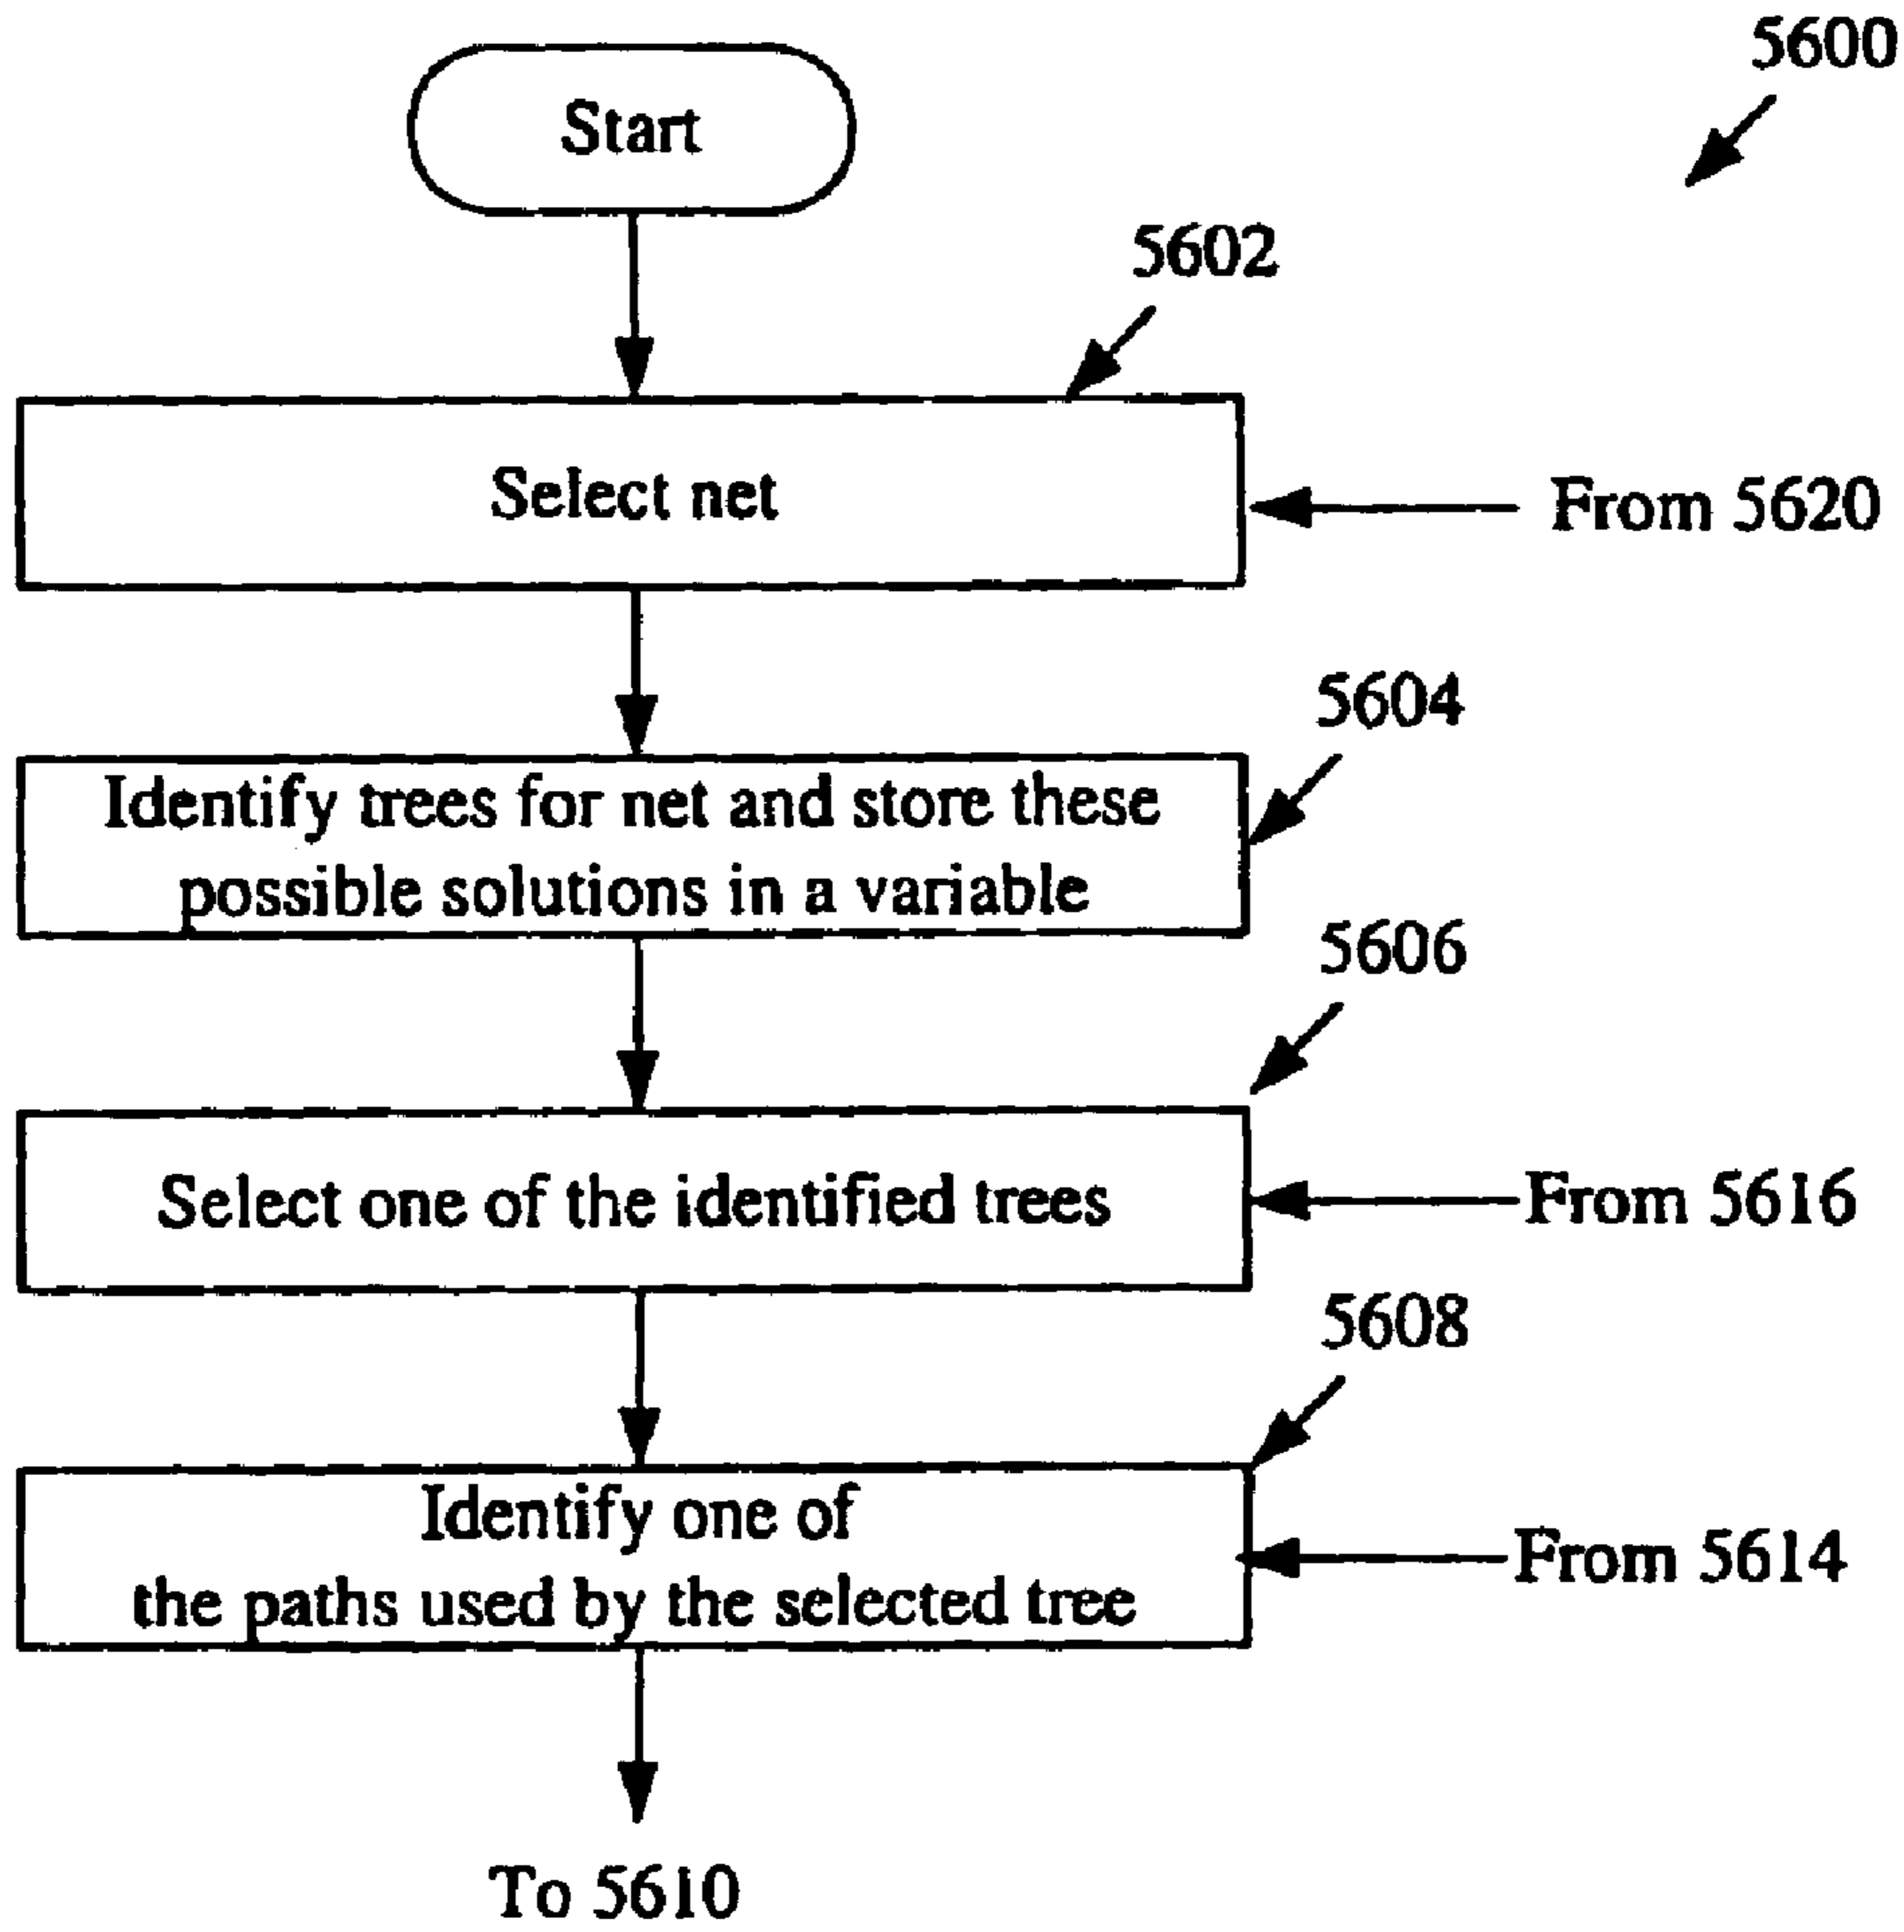 5600
Start
5602
Select net
From 5620
5604
Identify trees for net and store these
possible solutions in a variable
5606
Select one of the identified trees
From 5616
5608
Identify one of
the paths used by the selected tree
From 5614
To 5610